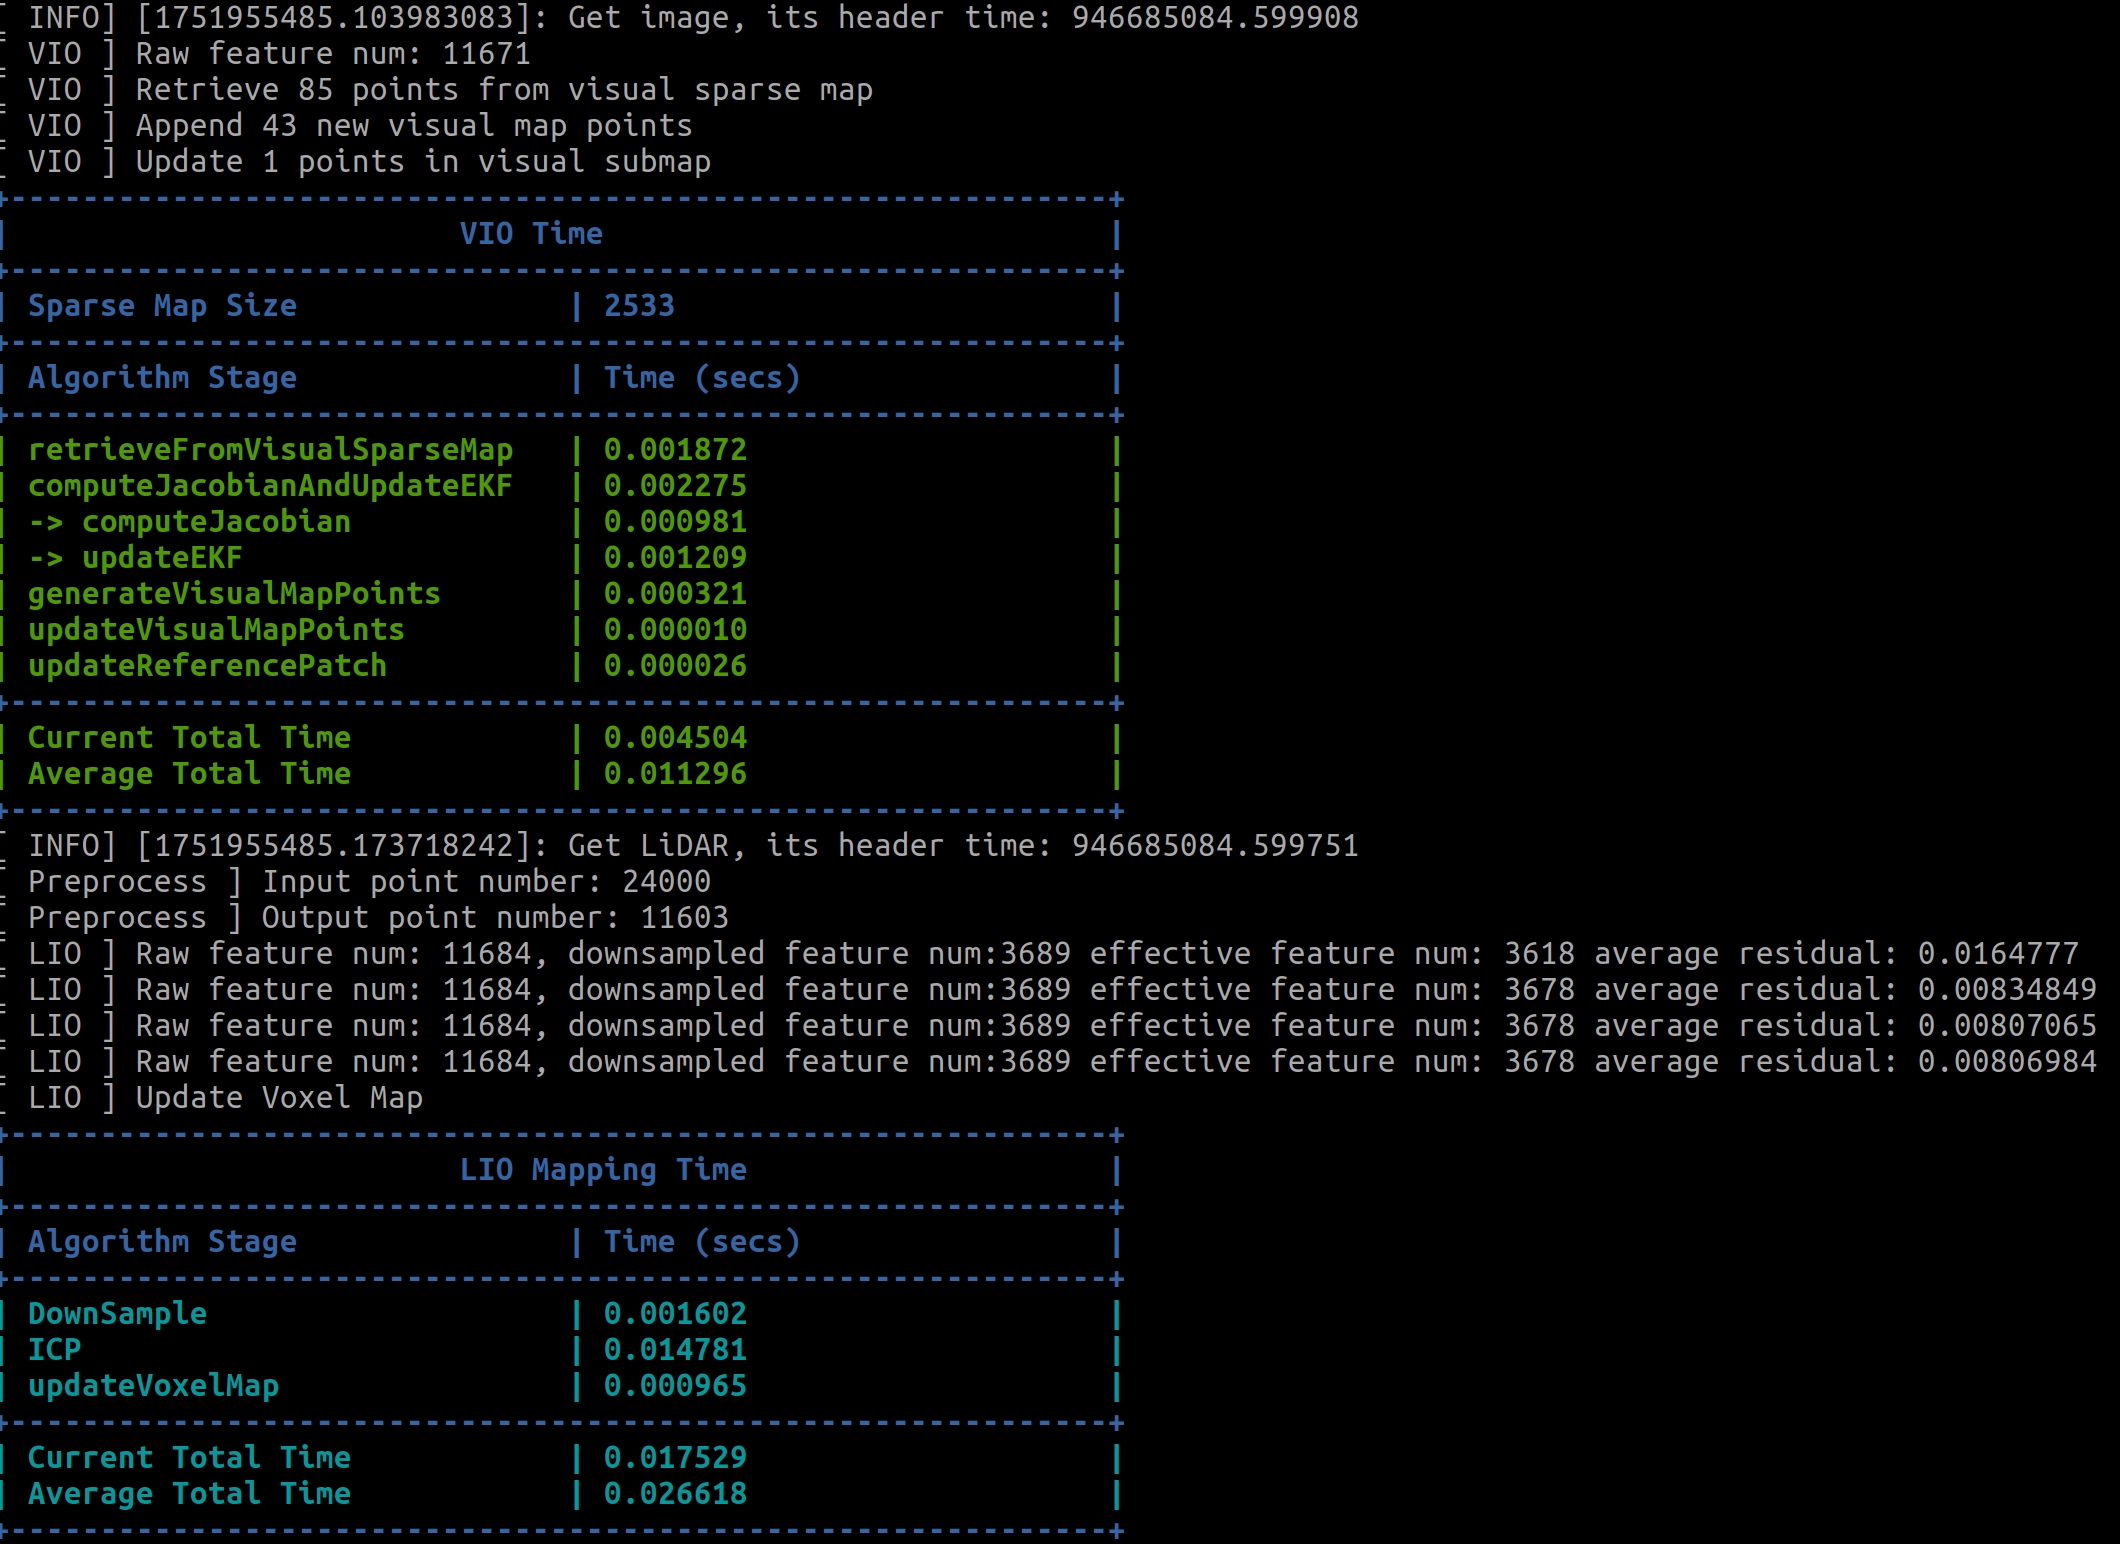 [ INFO] [1751955485.103983083]: Get image, its header time: 946685084.599908
[ VIO ] Raw feature num: 11671
[ VIO ] Retrieve 85 points from visual sparse map
[ VIO ] Append 43 new visual map points
[ VIO ] Update 1 points in visual submap
+-------------------------------------------------------------+
|                         VIO Time                            |
+-------------------------------------------------------------+
| Sparse Map Size               | 2533                        |
+-------------------------------------------------------------+
| Algorithm Stage               | Time (secs)                 |
+-------------------------------------------------------------+
| retrieveFromVisualSparseMap   | 0.001872                    |
| computeJacobianAndUpdateEKF   | 0.002275                    |
| -> computeJacobian            | 0.000981                    |
| -> updateEKF                  | 0.001209                    |
| generateVisualMapPoints       | 0.000321                    |
| updateVisualMapPoints         | 0.000010                    |
| updateReferencePatch          | 0.000026                    |
+-------------------------------------------------------------+
| Current Total Time            | 0.004504                    |
| Average Total Time            | 0.011296                    |
+-------------------------------------------------------------+
[ INFO] [1751955485.173718242]: Get LiDAR, its header time: 946685084.599751
[ Preprocess ] Input point number: 24000
[ Preprocess ] Output point number: 11603
[ LIO ] Raw feature num: 11684, downsampled feature num:3689 effective feature num: 3618 average residual: 0.0164777
[ LIO ] Raw feature num: 11684, downsampled feature num:3689 effective feature num: 3678 average residual: 0.00834849
[ LIO ] Raw feature num: 11684, downsampled feature num:3689 effective feature num: 3678 average residual: 0.00807065
[ LIO ] Raw feature num: 11684, downsampled feature num:3689 effective feature num: 3678 average residual: 0.00806984
[ LIO ] Update Voxel Map
+-------------------------------------------------------------+
|                         LIO Mapping Time                    |
+-------------------------------------------------------------+
| Algorithm Stage               | Time (secs)                 |
+-------------------------------------------------------------+
| DownSample                    | 0.001602                    |
| ICP                           | 0.014781                    |
| updateVoxelMap                | 0.000965                    |
+-------------------------------------------------------------+
| Current Total Time            | 0.017529                    |
| Average Total Time            | 0.026618                    |
+-------------------------------------------------------------+